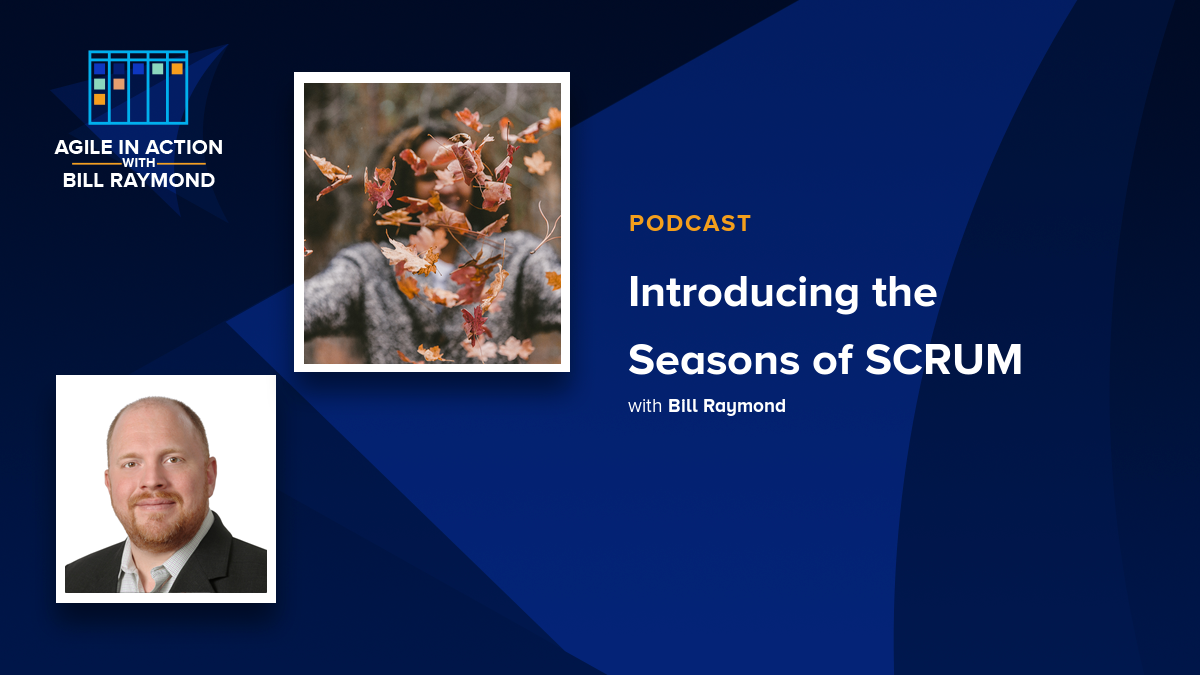 AGILE IN ACTION
WITH
BILL RAYMOND
PODCAST
Introducing the
Seasons of SCRUM
with Bill Raymond